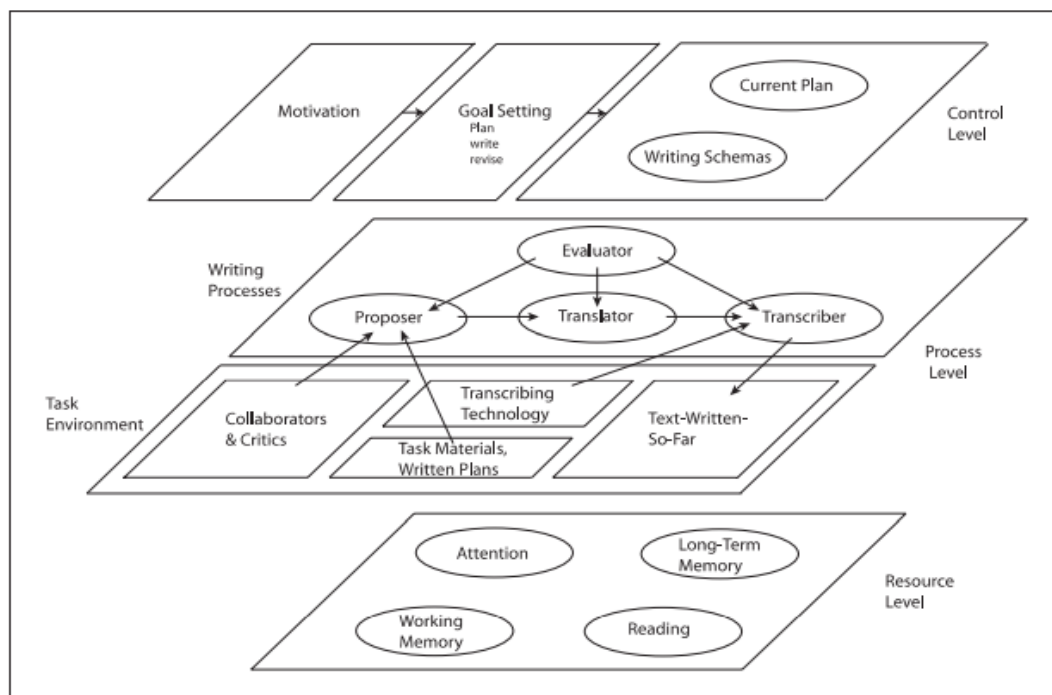 Motivation
Goal Setting
Plan
write
revise
Current Plan
Writing Schemas
Control
Level
Writing
Processes
Evaluator
Proposer
Translator
Transcriber
Process
Level
Task
Environment
Collaborators
& Critics
Transcribing
Technology
Task Materials,
Written Plans
Text-Written-
So-Far
Attention
Long-Term
Memory
Working
Memory
Reading
Resource
Level